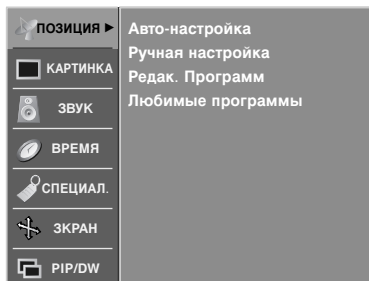 ПОЗИЦИЯ ►
КАРТИНКА
ЗВУК
ВРЕМЯ
СПЕЦИАЛ.
ЗКРАН
PIP/DW
Авто-настройка
Ручная настройка
Редак. Программ
Любимые программы